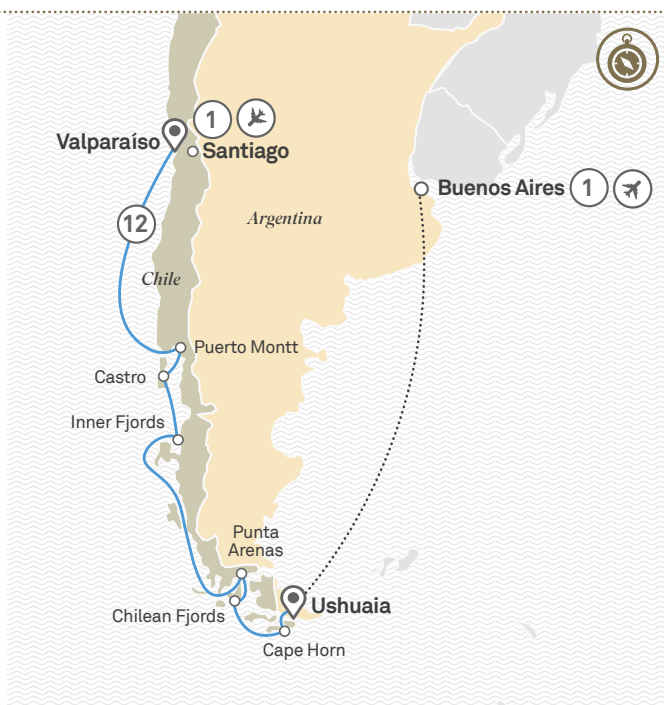 1
Valparaíso
Santiago
Buenos Aires 1
Argentina
12
Chile
Puerto Montt
Castro
Inner Fjords
Punta
Arenas
Ushuaia
Chilean Fjords
Cape Horn